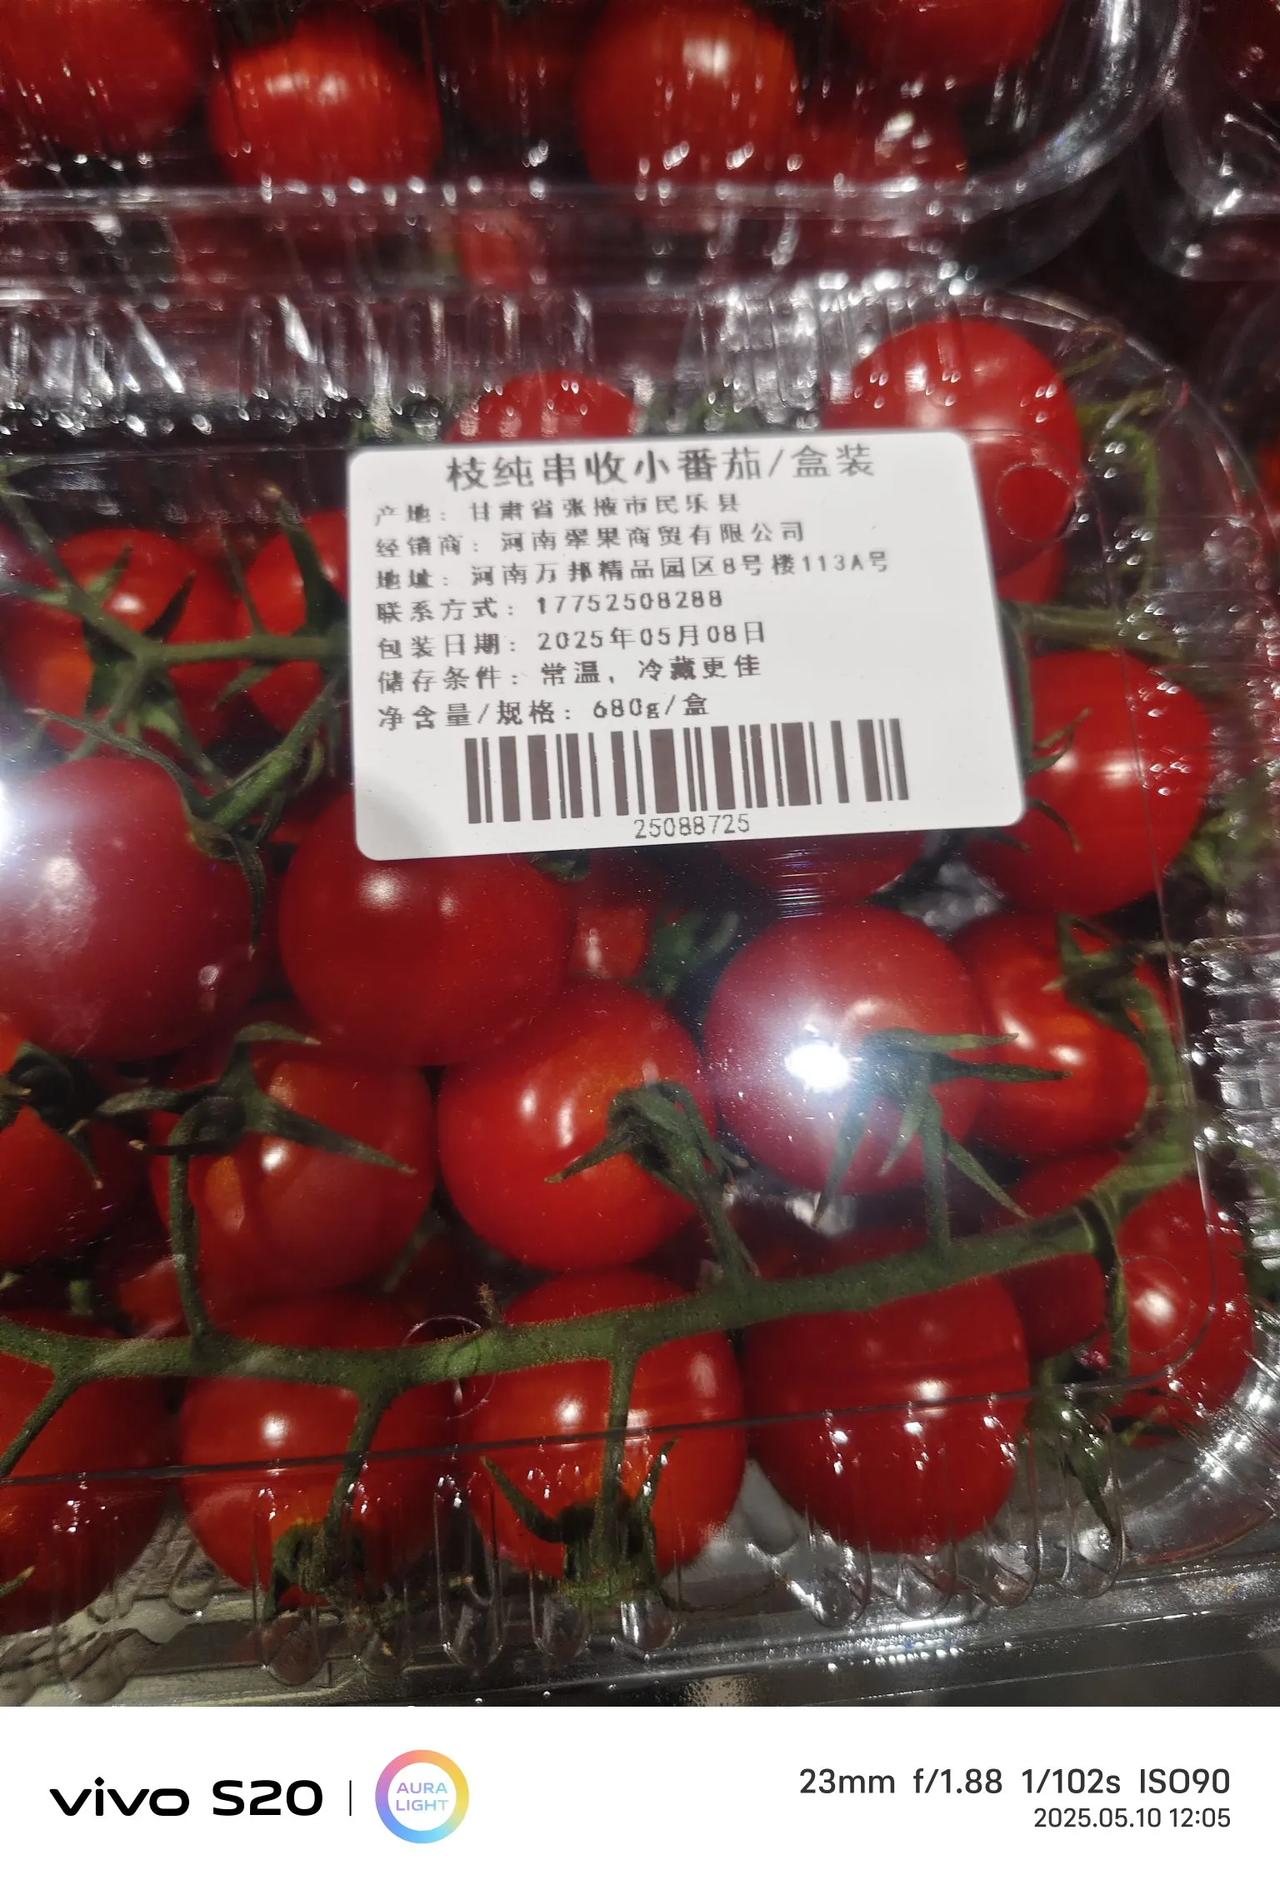 枝纯串收小番茄/盒装
产地：甘肃省张掖市民乐县
经销商：河南翠果商贸有限公司
地址：河南万邦精品园区8号楼113A号
联系方式：17752508288
包装日期：2025年05月08日
储存条件：常温，冷藏更佳
净含量/规格：680g/盒
25088725
vivo S20
AURA
LIGHT
23mm f/1.88 1/102s ISO90
2025.05.10 12:05